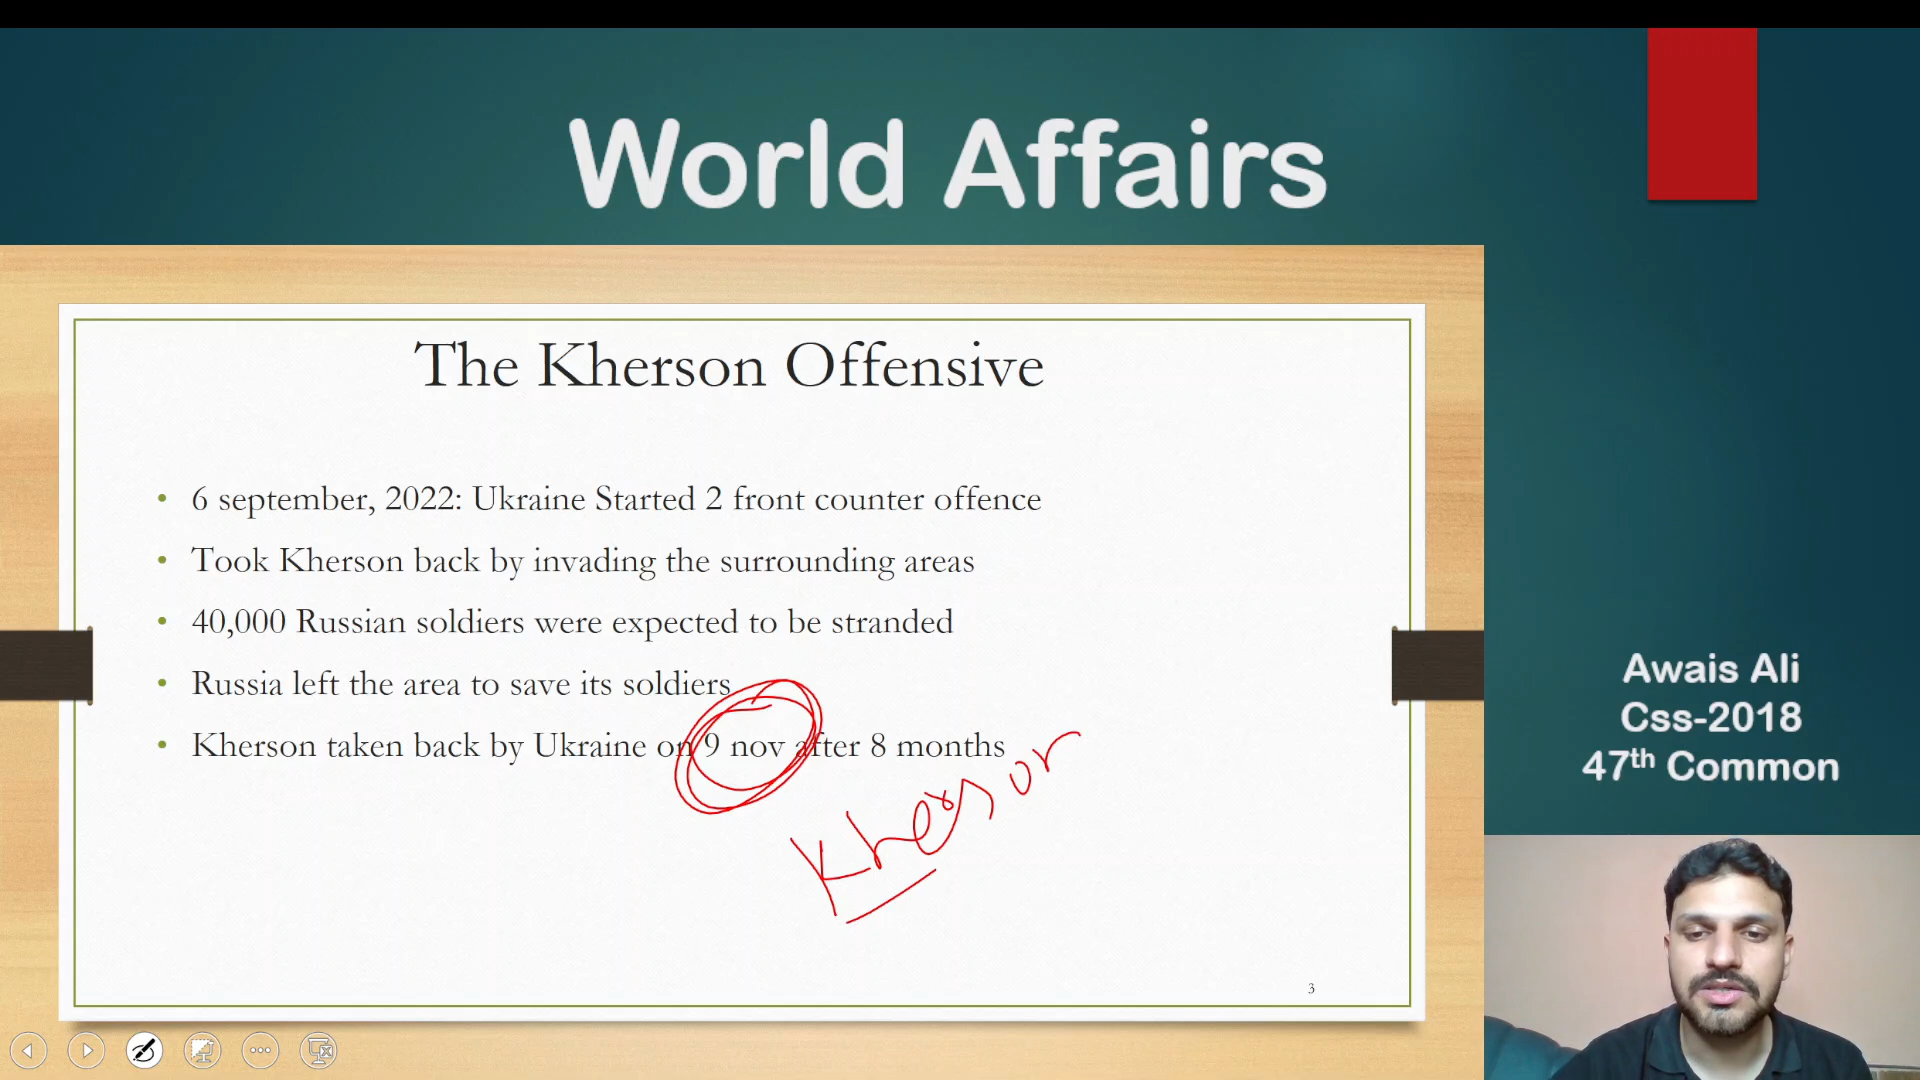 World Affairs
The Kherson Offensive
• 6 september, 2022: Ukraine Started 2 front counter offence
• Took Kherson back by invading the surrounding areas
• 40,000 Russian soldiers were expected to be stranded
• Russia left the area to save its soldiers
• Kherson taken back by Ukraine on 9 nov after 8 months
Kherson
3
Awais Ali
Css-2018
47th Common